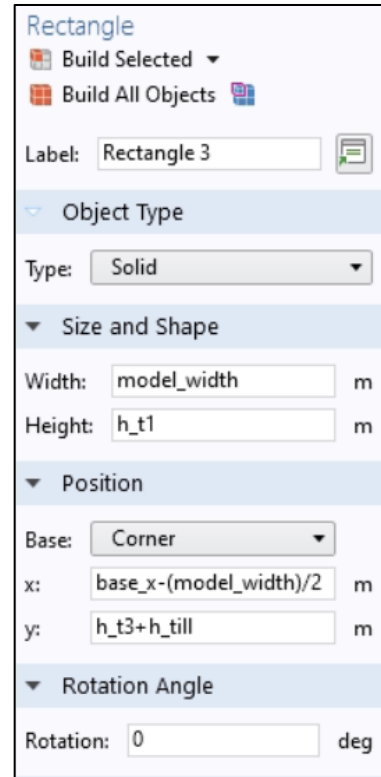 Rectangle
Build Selected
Build All Objects
Label: Rectangle 3
Object Type
Type: Solid
Size and Shape
Width: model_width m
Height: h_t1 m
Position
Base: Corner
x: base_x-(model_width)/2 m
y: h_t3+h_till m
Rotation Angle
Rotation: 0 deg